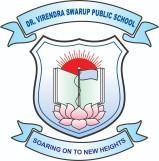 DR. VIRENDRA SWARUP PUBLIC SCHOOL
SOARING ON TO NEW HEIGHTS